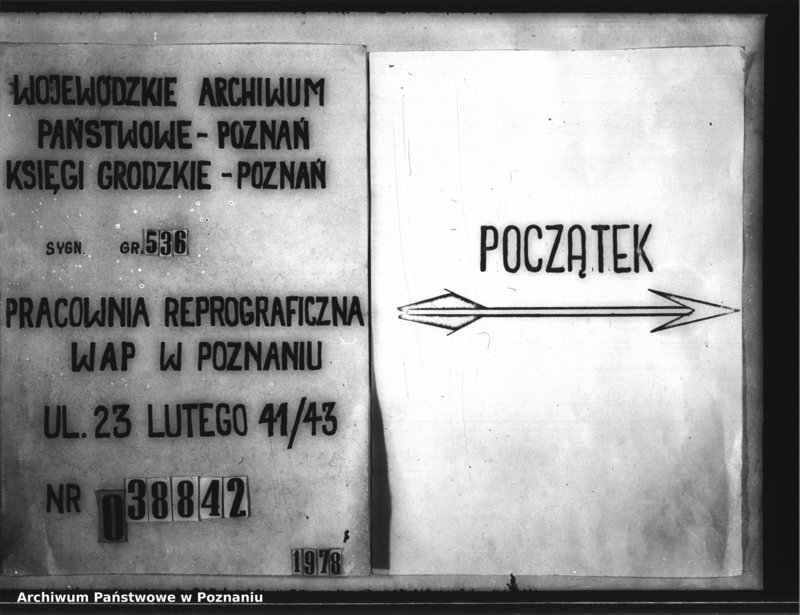 WOJEWÓDZKIE ARCHIWUM
PAŃSTWOWE - POZNAŃ
KSIĘGI GRODZKIE - POZNAŃ
SYGN. GR. 536
PRACOWNIA REPROGRAFICZNA
WAP W POZNANIU
UL. 23 LUTEGO 41/43
NR 038842
1978
POCZĄTEK
Archiwum Państwowe w Poznaniu